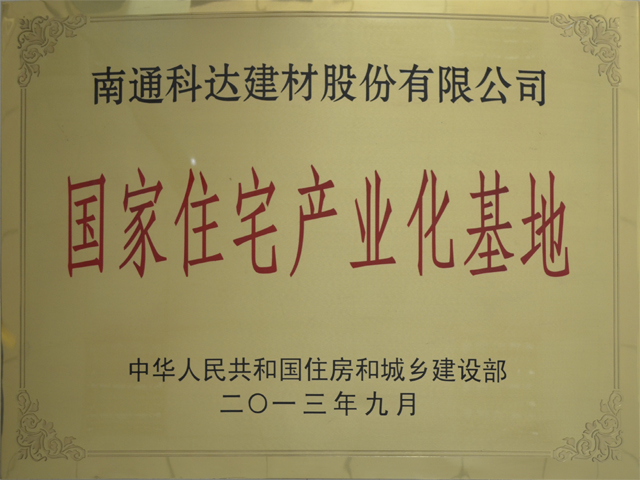 南通科达建材股份有限公司
国家住宅产业化基地
中华人民共和国住房和城乡建设部
二〇一三年九月